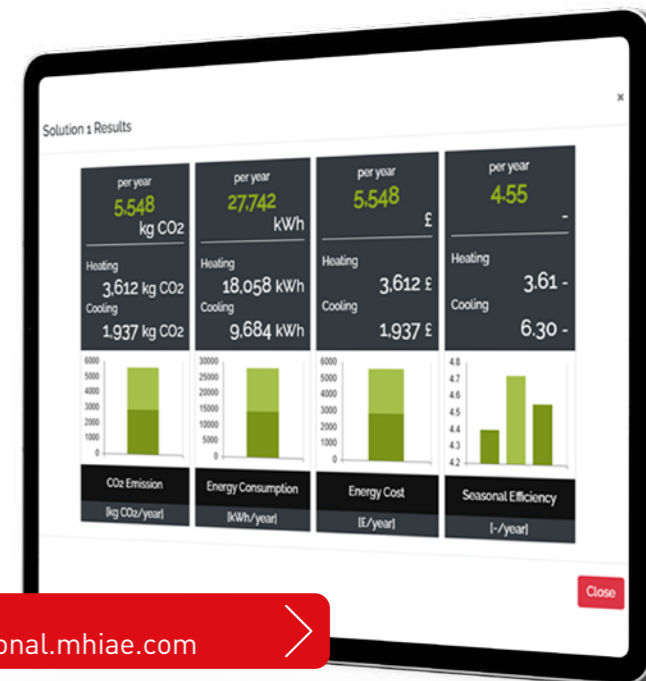 ×
Solution 1 Results
per year
5,548
kg CO2
Heating
3,612 kg CO2
Cooling
1,937 kg CO2
6000
5000
4000
3000
2000
1000
0
CO2 Emission
[kg CO2/year]
per year
27,742
kWh
Heating
18,058 kWh
Cooling
9,684 kWh
30000
25000
20000
15000
10000
5000
0
Energy Consumption
[kWh/year]
per year
5,548
£
Heating
3,612 £
Cooling
1,937 £
6000
5000
4000
3000
2000
1000
0
Energy Cost
[£/year]
per year
4.55
-
Heating
3.61 -
Cooling
6.30 -
4.8
4.7
4.6
4.5
4.4
4.3
4.2
Seasonal Efficiency
[-/year]
Close
onal.mhiae.com